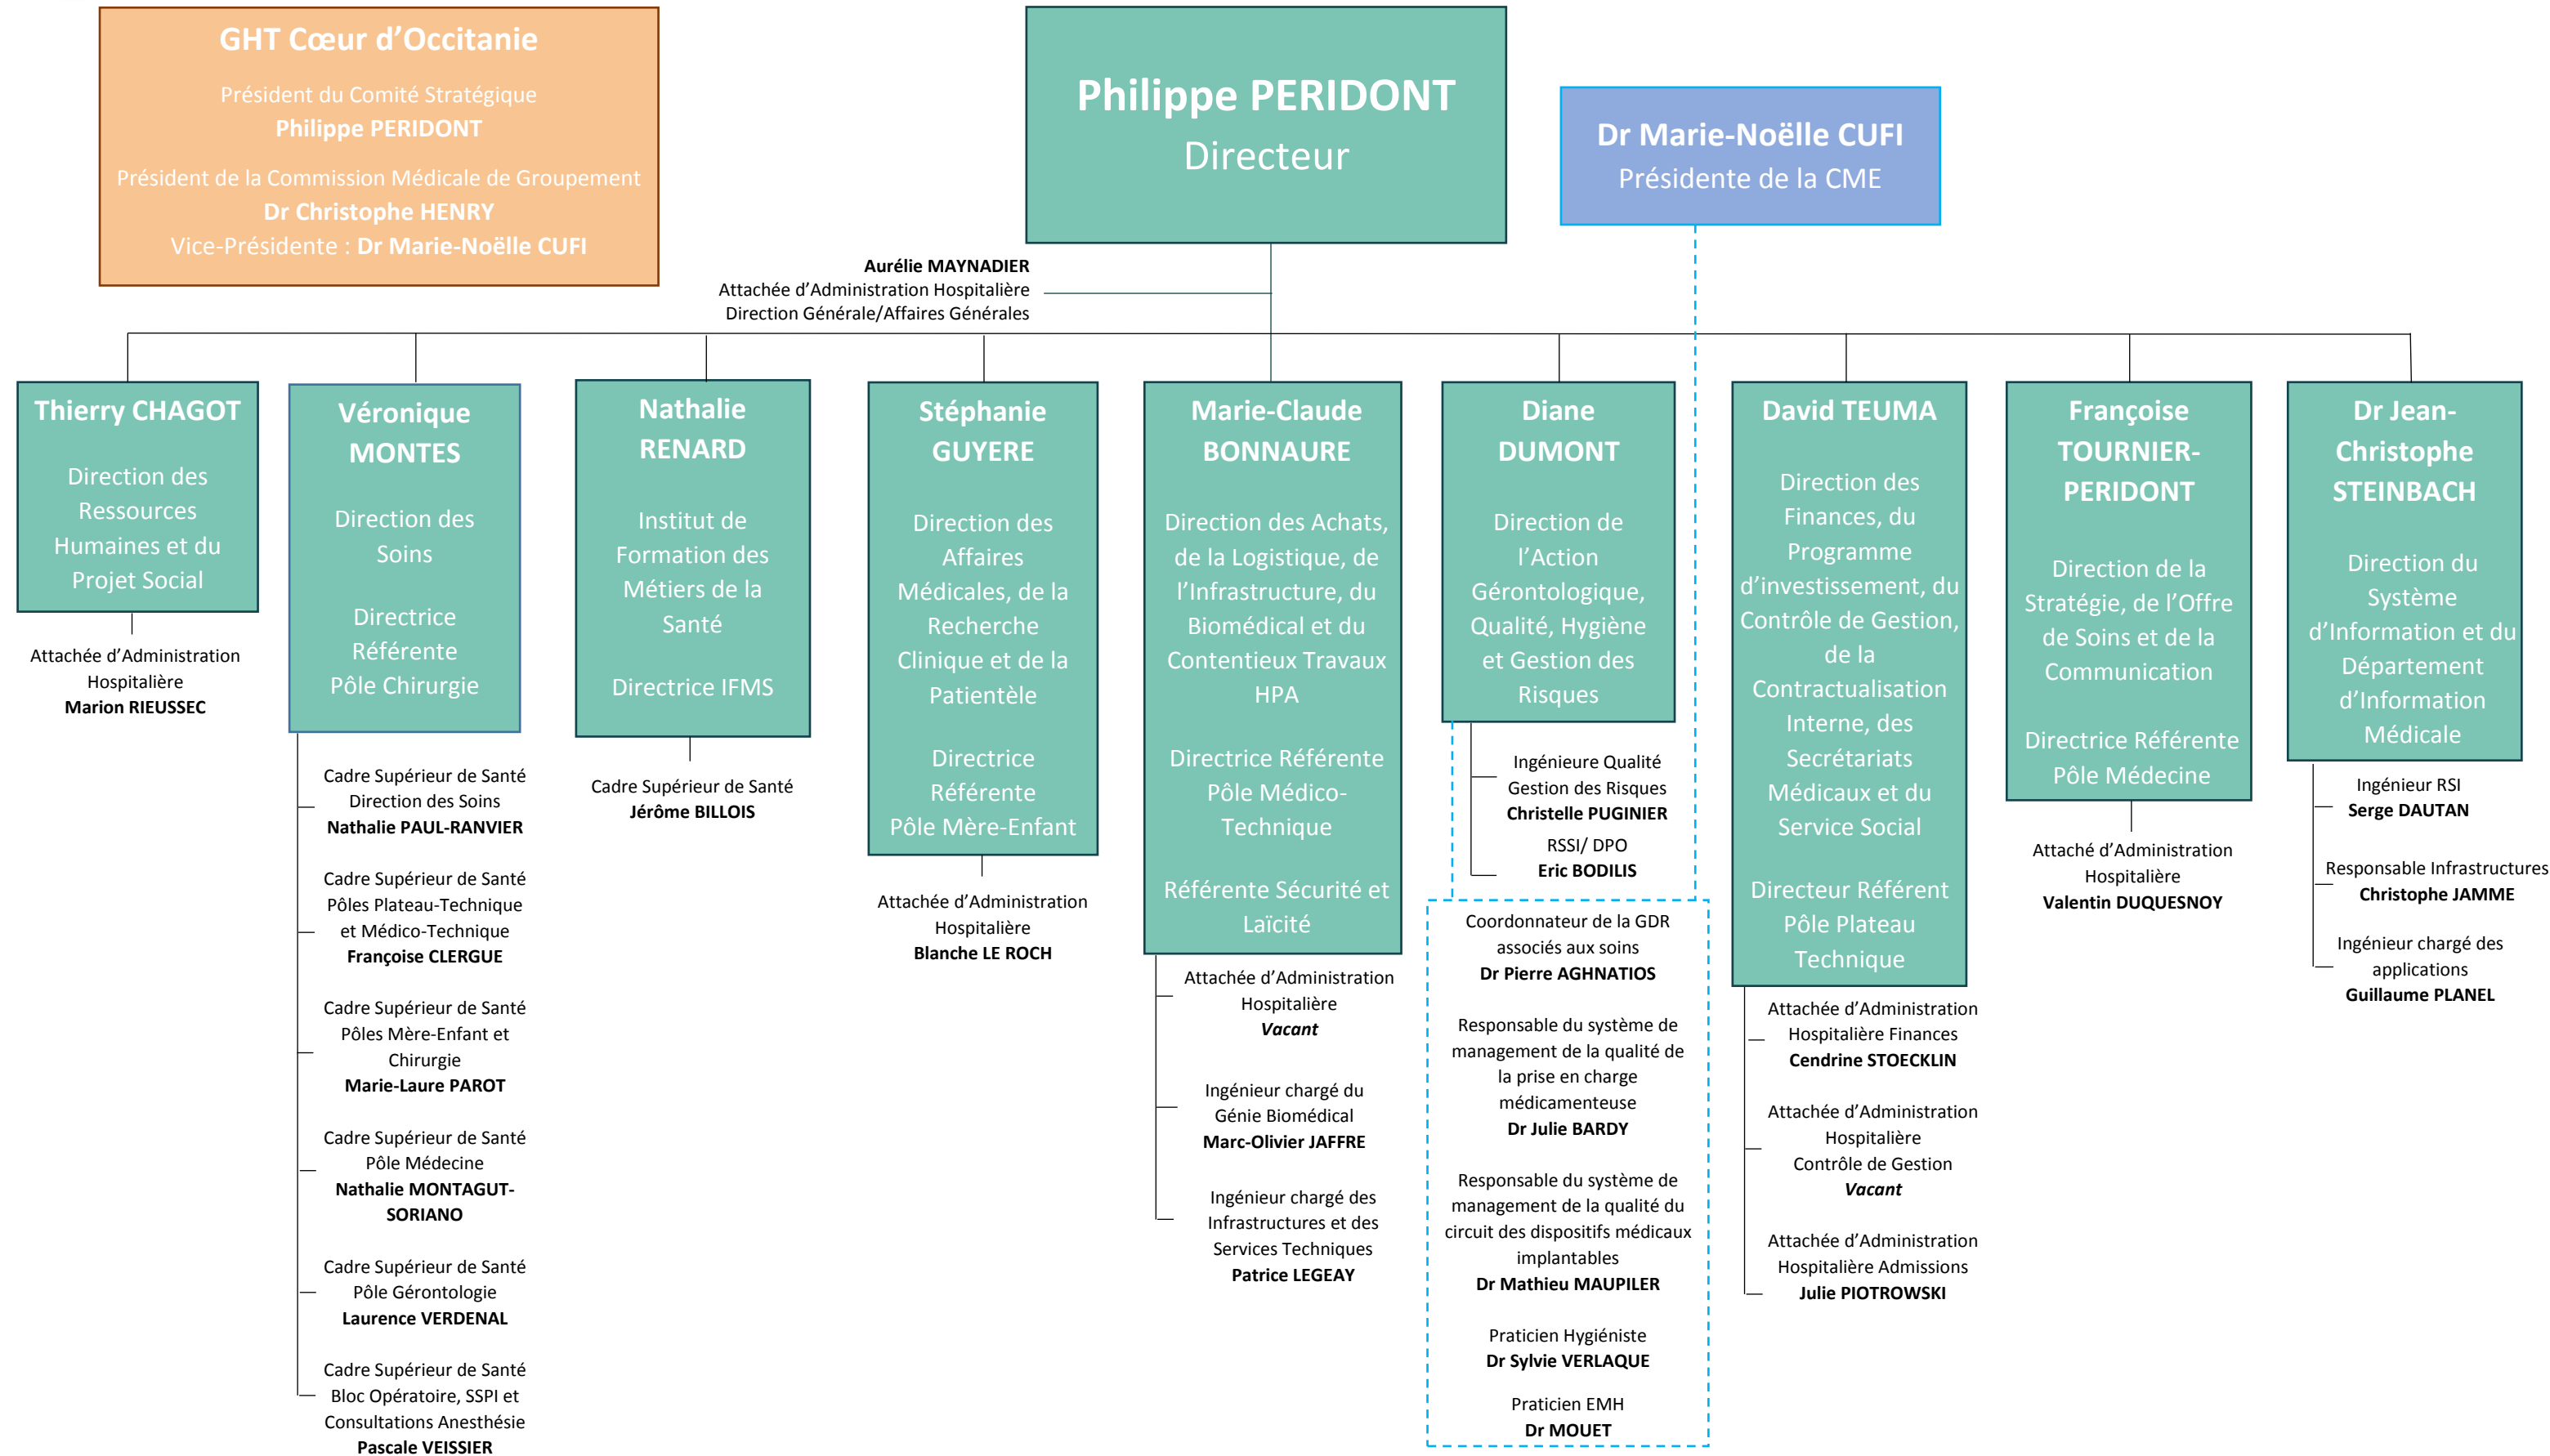 GHT Cœur d’Occitanie
Président du Comité Stratégique
Philippe PERIDONT
Président de la Commission Médicale de Groupement
Dr Christophe HENRY
Vice-Présidente : Dr Marie-Noëlle CUFI
Philippe PERIDONT
Directeur
Dr Marie-Noëlle CUFI
Présidente de la CME
Aurélie MAYNADIER
Attachée d’Administration Hospitalière
Direction Générale/Affaires Générales
Thierry CHAGOT
Direction des
Ressources
Humaines et du
Projet Social
Attachée d’Administration
Hospitalière
Marion RIEUSSEC
Véronique
MONTES
Direction des
Soins
Directrice
Référente
Pôle Chirurgie
Cadre Supérieur de Santé
Direction des Soins
Nathalie PAUL-RANVIER
Cadre Supérieur de Santé
Pôles Plateau-Technique
et Médico-Technique
Françoise CLERGUE
Cadre Supérieur de Santé
Pôles Mère-Enfant et
Chirurgie
Marie-Laure PAROT
Cadre Supérieur de Santé
Pôle Médecine
Nathalie MONTAGUT-
SORIANO
Cadre Supérieur de Santé
Pôle Gérontologie
Laurence VERDENAL
Cadre Supérieur de Santé
Bloc Opératoire, SSPI et
Consultations Anesthésie
Pascale VEISSIER
Nathalie
RENARD
Institut de
Formation des
Métiers de la
Santé
Directrice IFMS
Cadre Supérieur de Santé
Jérôme BILLOIS
Stéphanie
GUYERE
Direction des
Affaires
Médicales, de la
Recherche
Clinique et de la
Patientèle
Directrice
Référente
Pôle Mère-Enfant
Attachée d’Administration
Hospitalière
Blanche LE ROCH
Marie-Claude
BONNAURE
Direction des Achats,
de la Logistique, de
l’Infrastructure, du
Biomédical et du
Contentieux Travaux
HPA
Directrice Référente
Pôle Médico-
Technique
Référente Sécurité et
Laïcité
Attachée d’Administration
Hospitalière
Vacant
Ingénieur chargé du
Génie Biomédical
Marc-Olivier JAFFRE
Ingénieur chargé des
Infrastructures et des
Services Techniques
Patrice LEGEAY
Diane
DUMONT
Direction de
l’Action
Gérontologique,
Qualité, Hygiène
et Gestion des
Risques
Ingénieure Qualité
Gestion des Risques
Christelle PUGINIER
RSSI/ DPO
Eric BODILIS
Coordonnateur de la GDR
associés aux soins
Dr Pierre AGHNATIOS
Responsable du système de
management de la qualité de
la prise en charge
médicamenteuse
Dr Julie BARDY
Responsable du système de
management de la qualité du
circuit des dispositifs médicaux
implantables
Dr Mathieu MAUPILER
Praticien Hygiéniste
Dr Sylvie VERLAQUE
Praticien EMH
Dr MOUET
David TEUMA
Direction des
Finances, du
Programme
d’investissement, du
Contrôle de Gestion,
de la
Contractualisation
Interne, des
Secrétariats
Médicaux et du
Service Social
Directeur Référent
Pôle Plateau
Technique
Attachée d’Administration
Hospitalière Finances
Cendrine STOECKLIN
Attachée d’Administration
Hospitalière
Contrôle de Gestion
Vacant
Attachée d’Administration
Hospitalière Admissions
Julie PIOTROWSKI
Françoise
TOURNIER-
PERIDONT
Direction de la
Stratégie, de l’Offre
de Soins et de la
Communication
Directrice Référente
Pôle Médecine
Attaché d’Administration
Hospitalière
Valentin DUQUESNOY
Dr Jean-
Christophe
STEINBACH
Direction du
Système
d’Information et du
Département
d’Information
Médicale
Ingénieur RSI
Serge DAUTAN
Responsable Infrastructures
Christophe JAMME
Ingénieur chargé des
applications
Guillaume PLANEL